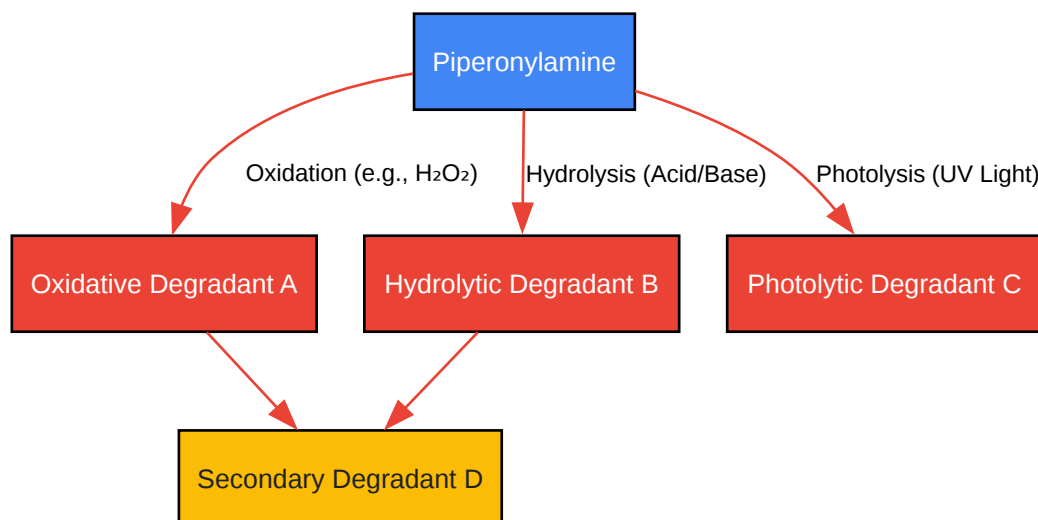 Piperonylamine
Oxidation (e.g., H₂O₂)
Hydrolysis (Acid/Base)
Photolysis (UV Light)
Oxidative Degradant A
Hydrolytic Degradant B
Photolytic Degradant C
Secondary Degradant D